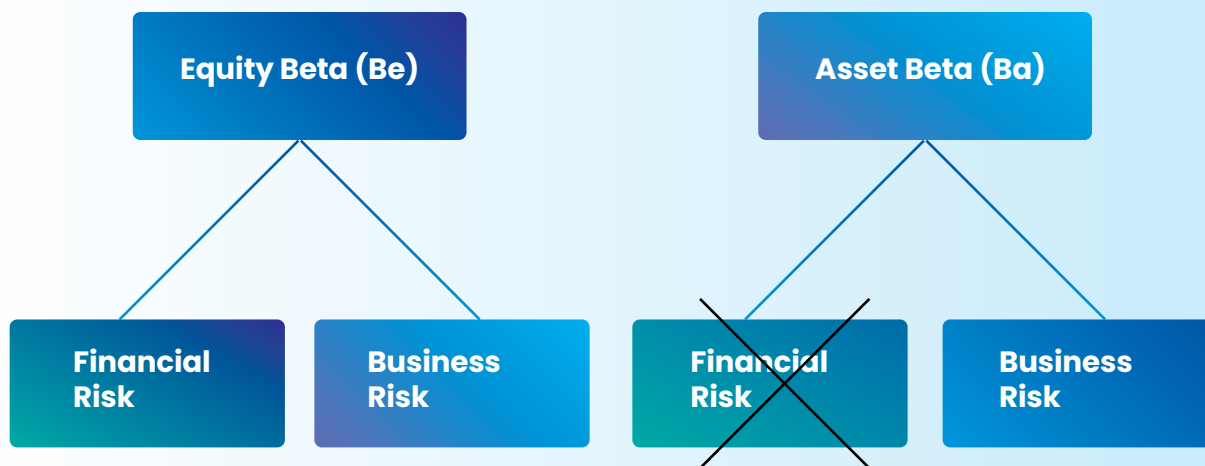 Equity Beta (Be)
Asset Beta (Ba)
Financial
Risk
Business
Risk
Financial
Risk
Business
Risk